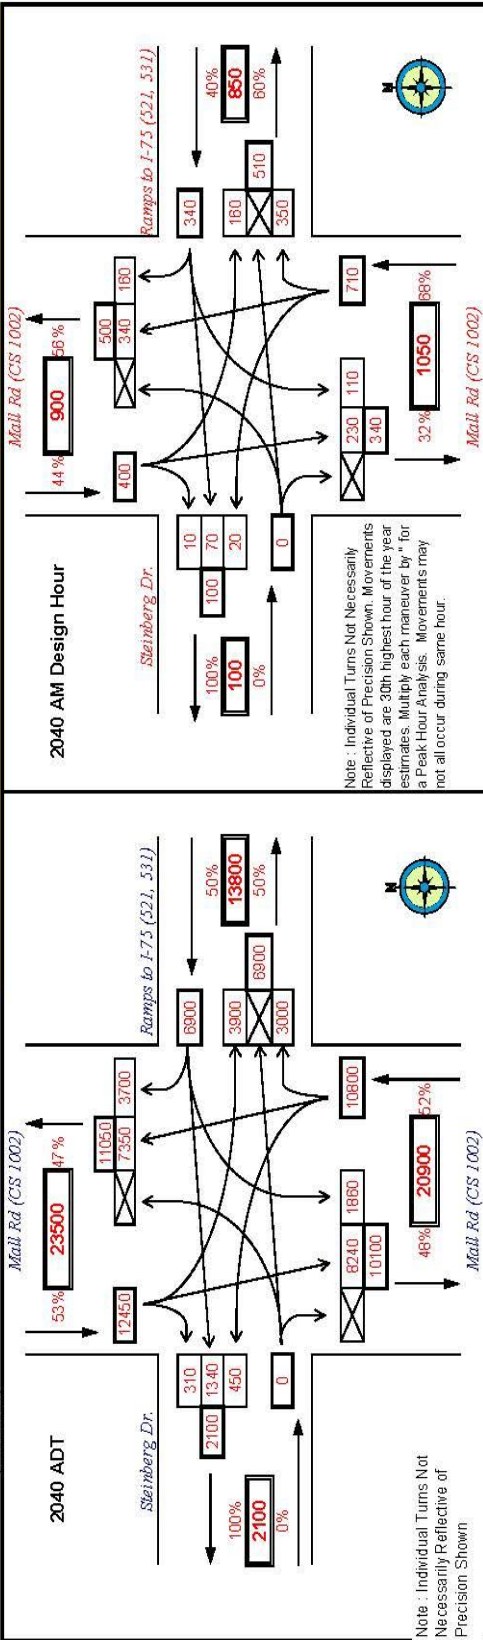 2040 ADT
Mall Rd (CS 1002)
53%
23500
47%
12450
11050
7350
3700
Steinberg Dr.
Ramps to I-75 (521, 531)
310
1340
450
2100
100%
2100
0%
0
6900
50%
13800
50%
3900
3000
6900
8240
1860
10100
10800
48%
20900
52%
Mall Rd (CS 1002)
N
Note : Individual Turns Not
Necessarily Reflective of
Precision Shown
2040 AM Design Hour
Mall Rd (CS 1002)
44%
900
56%
400
500
340
160
Steinberg Dr.
Ramps to I-75 (521, 531)
10
70
20
100
100%
100
0%
0
340
40%
850
60%
160
350
510
230
110
340
710
32%
1050
68%
Mall Rd (CS 1002)
N
Note : Individual Turns Not Necessarily
Reflective of Precision Shown. Movements
displayed are 30th highest hour of the year
estimates. Multiply each maneuver by " for
a Peak Hour Analysis. Movements may
not all occur during same hour.